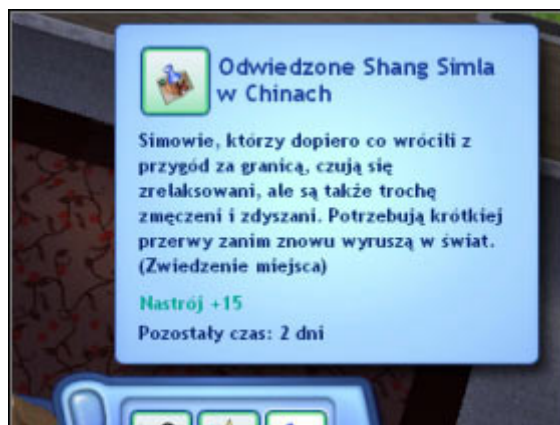 Odwiedzone Shang Simla
w Chinach
Simowie, którzy dopiero co wrócili z
przygód za granicą, czują się
zrelaksowani, ale są także trochę
zmęczeni i zdyszani. Potrzebują krótkiej
przerwy zanim znowu wyruszą w świat.
(Zwiedzenie miejsca)
Nastrój +15
Pozostały czas: 2 dni